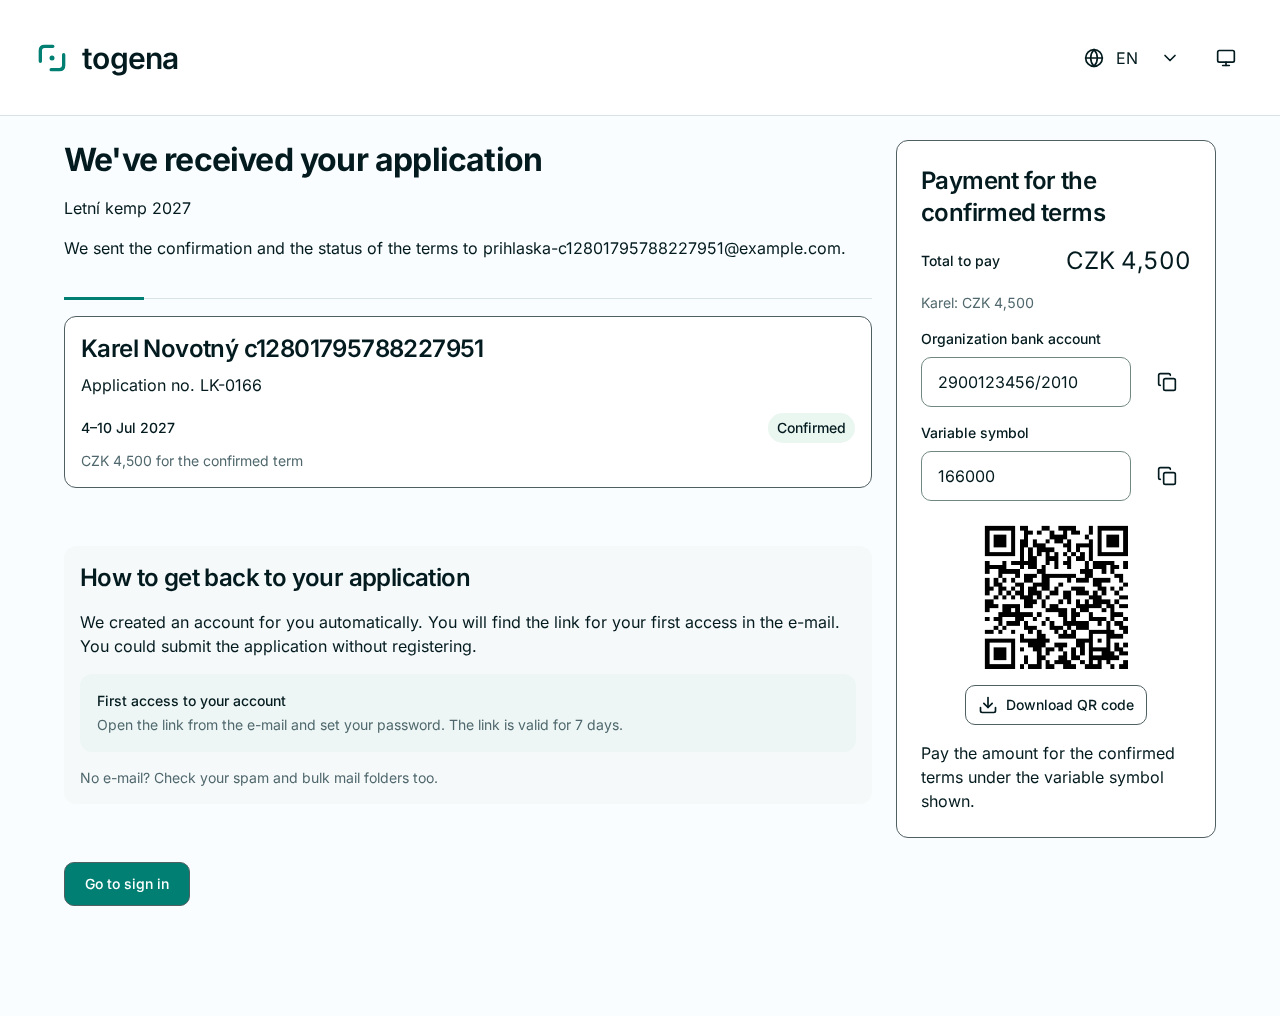 togena
EN
We've received your application
Letní kemp 2027
We sent the confirmation and the status of the terms to prihlaska-c12801795788227951@example.com.
Karel Novotný c12801795788227951
Application no. LK-0166
4–10 Jul 2027
Confirmed
CZK 4,500 for the confirmed term
How to get back to your application
We created an account for you automatically. You will find the link for your first access in the e-mail.
You could submit the application without registering.
First access to your account
Open the link from the e-mail and set your password. The link is valid for 7 days.
No e-mail? Check your spam and bulk mail folders too.
Go to sign in
Payment for the
confirmed terms
Total to pay
CZK 4,500
Karel: CZK 4,500
Organization bank account
2900123456/2010
Variable symbol
166000
Download QR code
Pay the amount for the confirmed
terms under the variable symbol
shown.